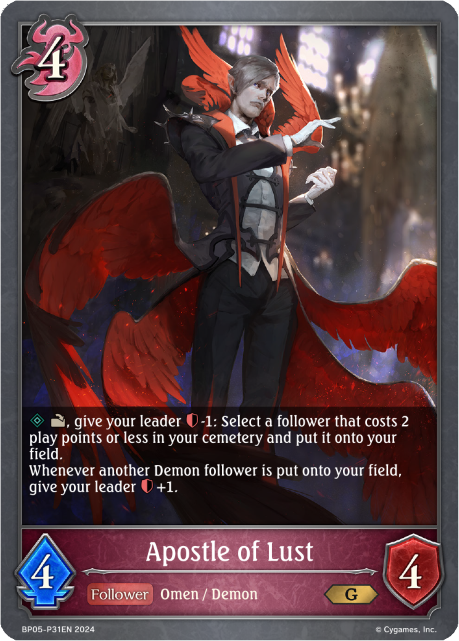 4
, give your leader -1: Select a follower that costs 2
play points or less in your cemetery and put it onto your
field.
Whenever another Demon follower is put onto your field,
give your leader +1.
Apostle of Lust
4
Follower Omen / Demon
G
4
BP05-P31EN 2024
© Cygames, Inc.